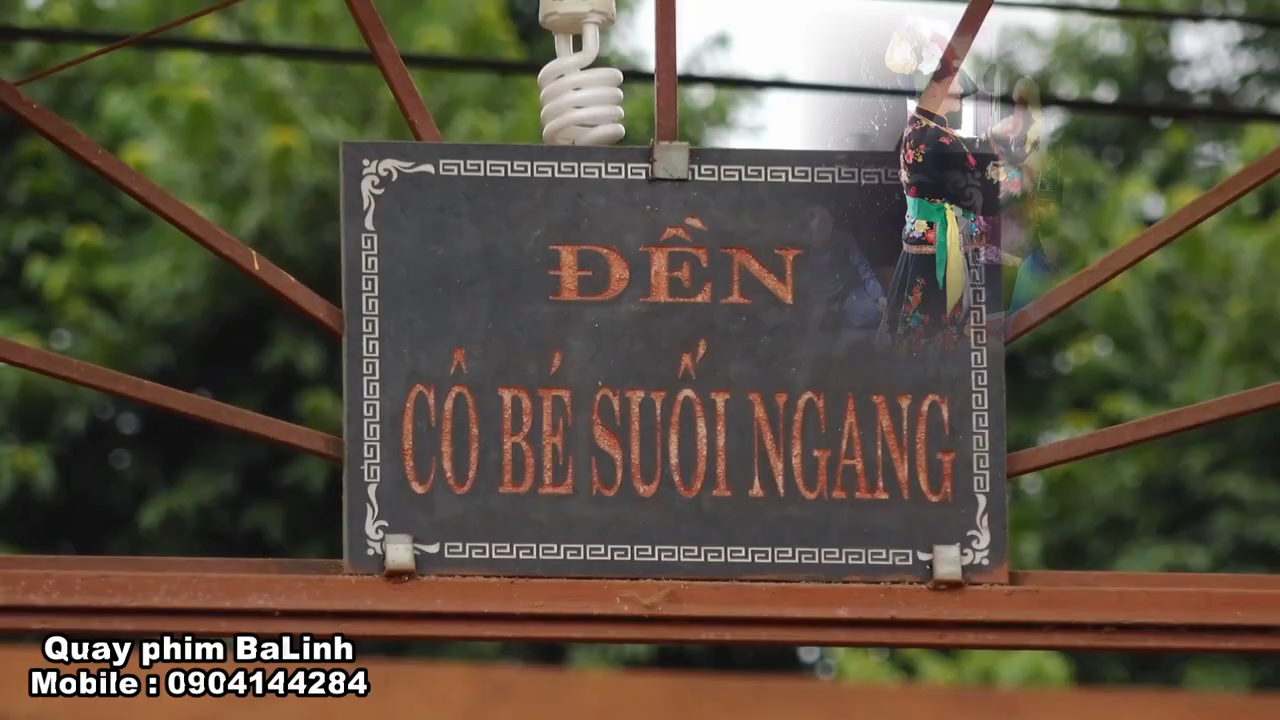 ĐỀN
CÔ BÉ SUỐI NGANG
Quay phim BaLinh
Mobile : 0904144284